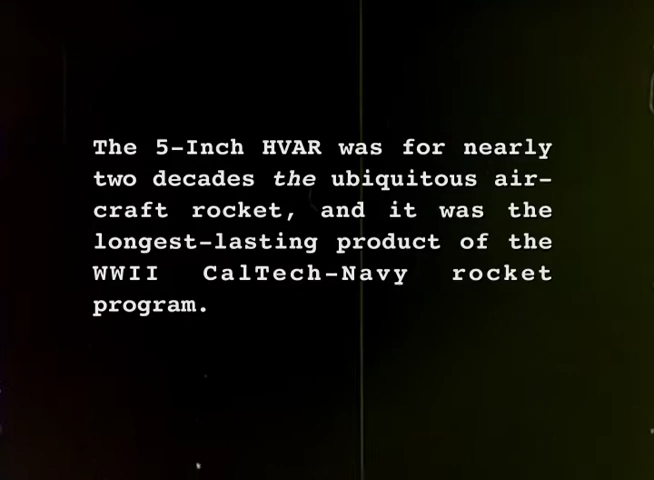 The 5-Inch HVAR was for nearly
two decades the ubiquitous air-
craft rocket, and it was the
longest-lasting product of the
WWII CalTech-Navy rocket
program.